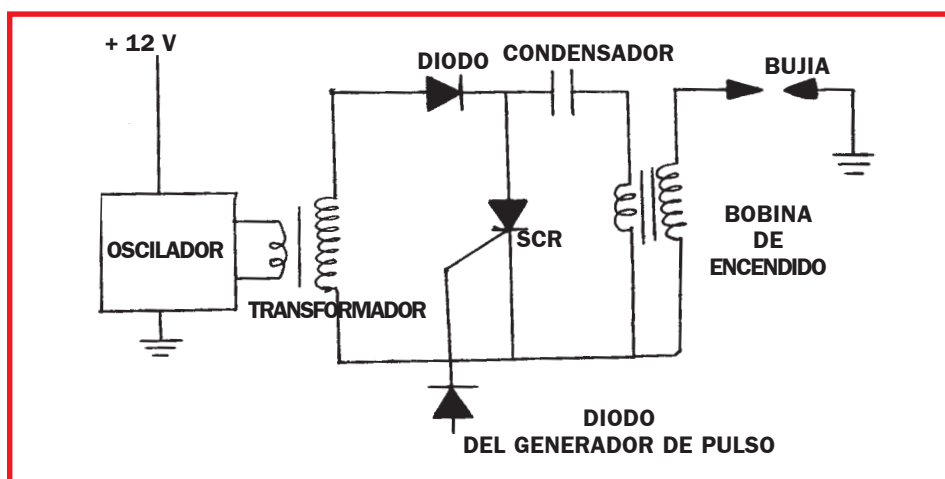 + 12 V
DIODO
CONDENSADOR
BUJIA
OSCILADOR
TRANSFORMADOR
SCR
BOBINA
DE
ENCENDIDO
DIODO
DEL GENERADOR DE PULSO